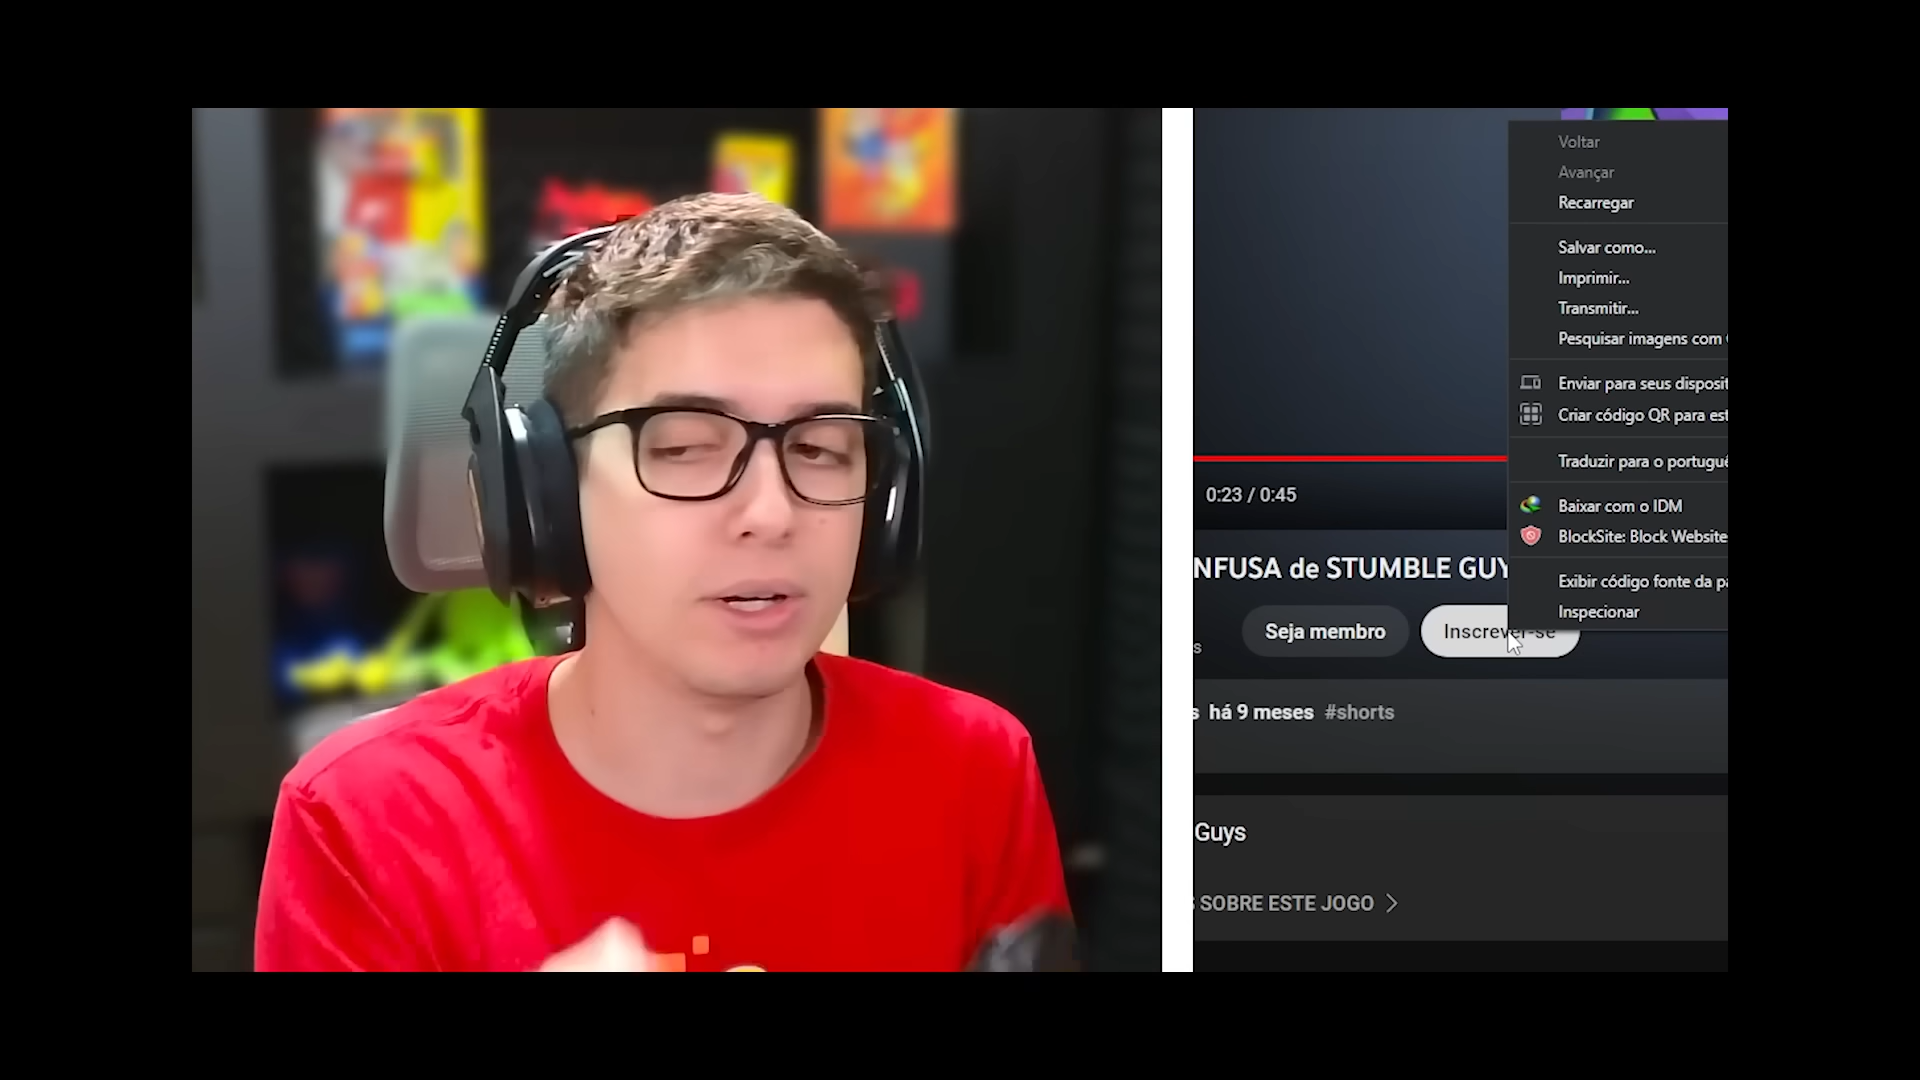 Voltar
Avançar
Recarregar
Salvar como...
Imprimir...
Transmitir...
Pesquisar imagens com
Enviar para seus disposit
Criar código QR para est
Traduzir para o portugu
Baixar com o IDM
BlockSite: Block Website
Exibir código fonte da pá
Inspecionar
0:23 / 0:45
NFUSA de STUMBLE GUY
Seja membro
Inscrever-se
s
s há 9 meses #shorts
Guys
SOBRE ESTE JOGO